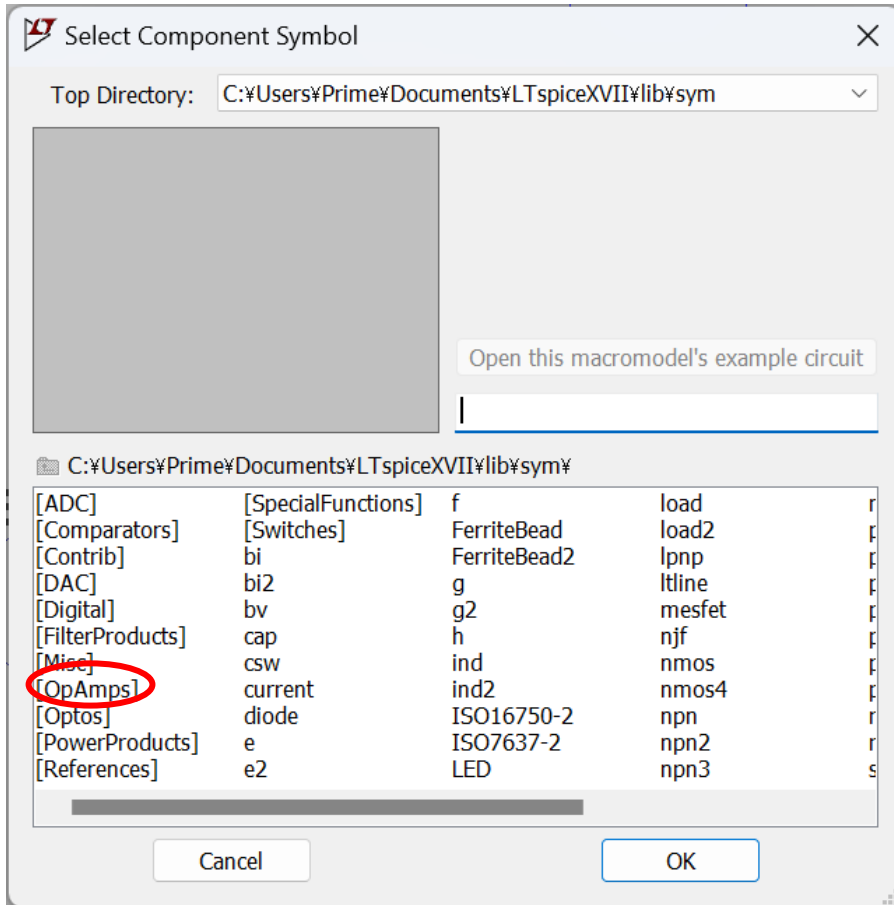 Select Component Symbol
Top Directory: C:¥Users¥Prime¥Documents¥LTspiceXVII¥lib¥sym
Open this macromodel's example circuit
C:¥Users¥Prime¥Documents¥LTspiceXVII¥lib¥sym¥
[ADC] [SpecialFunctions] f load
[Comparators] [Switches] FerriteBead load2
[Contrib] bi FerriteBead2 lpnp
[DAC] bi2 g ltline
[Digital] bv g2 mesfet
[FilterProducts] cap h njf
[Misc] csw ind nmos
[OpAmps] current ind2 nmos4
[Optos] diode ISO16750-2 npn
[PowerProducts] e ISO7637-2 npn2
[References] e2 LED npn3
Cancel OK